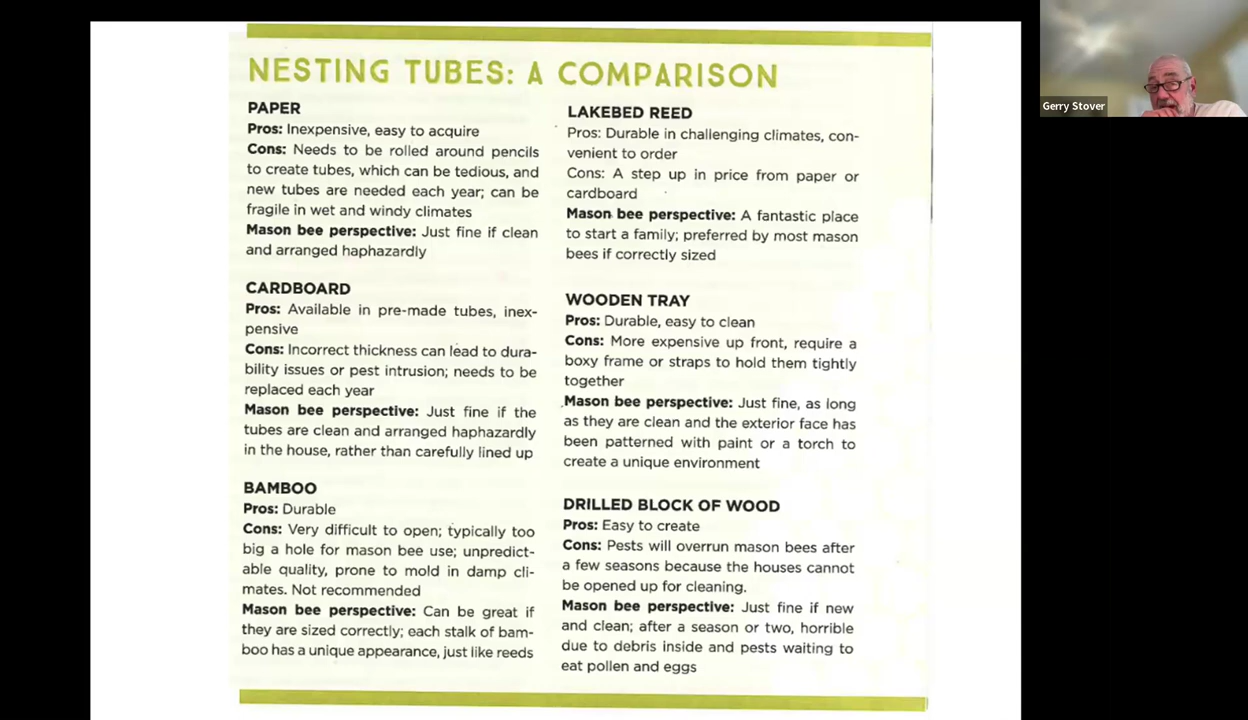 NESTING TUBES: A COMPARISON
PAPER
Pros: Inexpensive, easy to acquire
Cons: Needs to be rolled around pencils
to create tubes, which can be tedious, and
new tubes are needed each year; can be
fragile in wet and windy climates
Mason bee perspective: Just fine if clean
and arranged haphazardly
CARDBOARD
Pros: Available in pre-made tubes, inex-
pensive
Cons: Incorrect thickness can lead to dura-
bility issues or pest intrusion; needs to be
replaced each year
Mason bee perspective: Just fine if the
tubes are clean and arranged haphazardly
in the house, rather than carefully lined up
BAMBOO
Pros: Durable
Cons: Very difficult to open; typically too
big a hole for mason bee use; unpredict-
able quality, prone to mold in damp cli-
mates. Not recommended
Mason bee perspective: Can be great if
they are sized correctly; each stalk of bam-
boo has a unique appearance, just like reeds
LAKEBED REED
Pros: Durable in challenging climates, con-
venient to order
Cons: A step up in price from paper or
cardboard
Mason bee perspective: A fantastic place
to start a family; preferred by most mason
bees if correctly sized
WOODEN TRAY
Pros: Durable, easy to clean
Cons: More expensive up front, require a
boxy frame or straps to hold them tightly
together
Mason bee perspective: Just fine, as long
as they are clean and the exterior face has
been patterned with paint or a torch to
create a unique environment
DRILLED BLOCK OF WOOD
Pros: Easy to create
Cons: Pests will overrun mason bees after
a few seasons because the houses cannot
be opened up for cleaning.
Mason bee perspective: Just fine if new
and clean; after a season or two, horrible
due to debris inside and pests waiting to
eat pollen and eggs
Gerry Stover